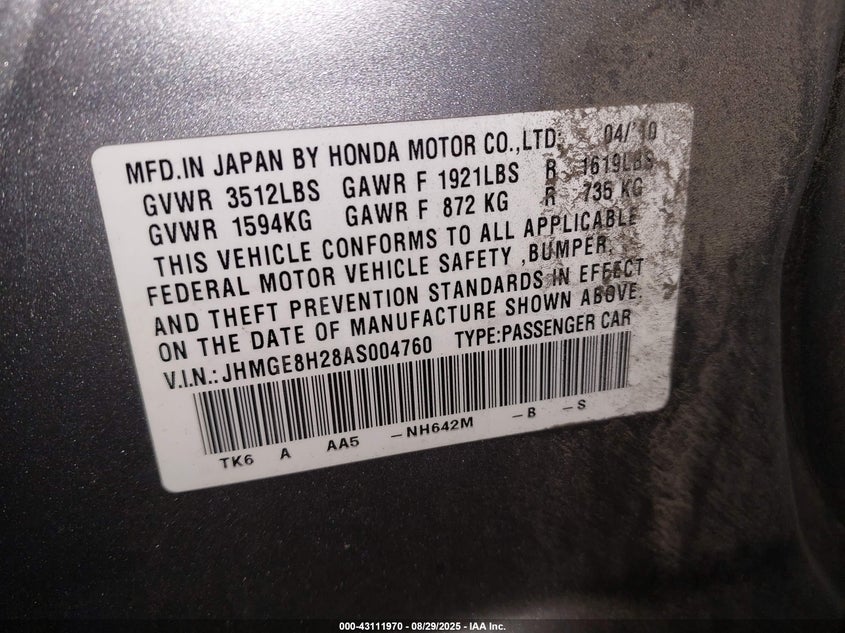 MFD.IN JAPAN BY HONDA MOTOR CO.,LTD. 04/'10
GVWR 3512LBS GAWR F 1921LBS R 1619LBS
GVWR 1594KG GAWR F 872 KG R 735 KG
THIS VEHICLE CONFORMS TO ALL APPLICABLE
FEDERAL MOTOR VEHICLE SAFETY ,BUMPER,
AND THEFT PREVENTION STANDARDS IN EFFECT
ON THE DATE OF MANUFACTURE SHOWN ABOVE.
V.I.N.: JHMGE8H28AS004760 TYPE:PASSENGER CAR
TK6 A AA5 -NH642M -B -S
000-43111970 - 08/29/2025 - IAA Inc.